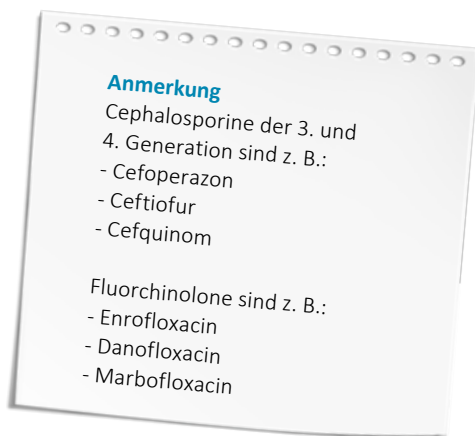 Anmerkung
Cephalosporine der 3. und
4. Generation sind z. B.:
- Cefoperazon
- Ceftiofur
- Cefquinom
Fluorchinolone sind z. B.:
- Enrofloxacin
- Danofloxacin
- Marbofloxacin